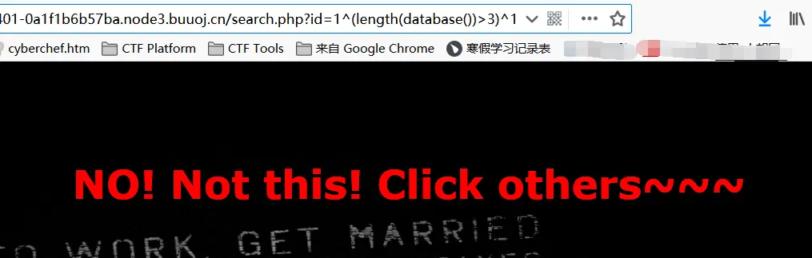 401-0a1f1b6b57ba.node3.buuoj.cn/search.php?id=1^(length(database())>3)^1
cyberchef.htm CTF Platform CTF Tools 来自 Google Chrome 寒假学习记录表
NO! Not this! Click others~~~
TO WORK, GET MARRIED